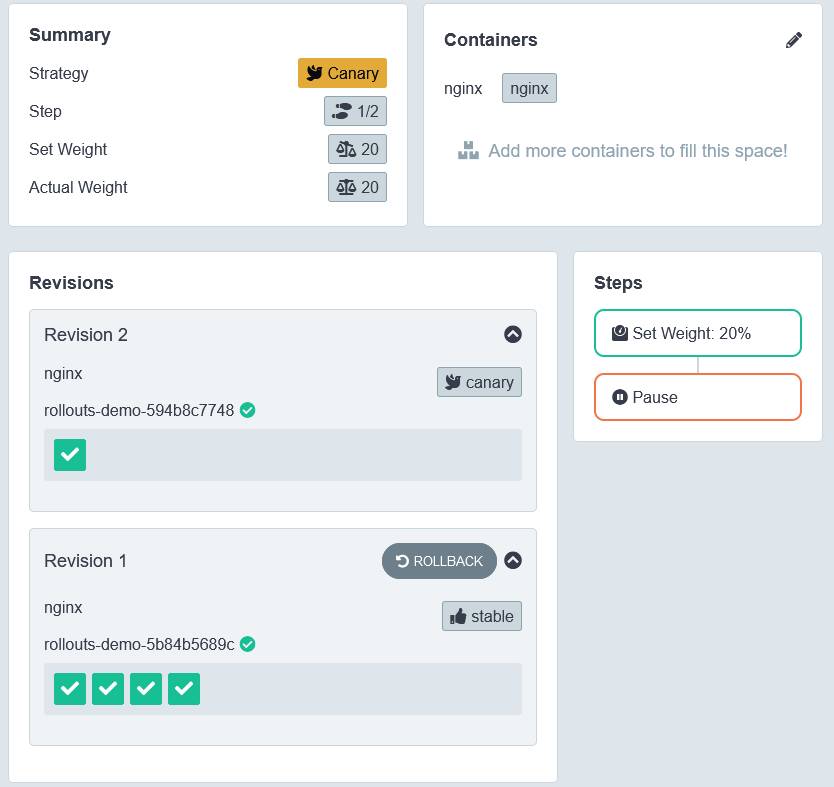 Summary
Strategy Canary
Step 1/2
Set Weight 20
Actual Weight 20
Containers
nginx nginx
Add more containers to fill this space!
Revisions
Revision 2
nginx
canary
rollouts-demo-594b8c7748
Revision 1 ROLLBACK
nginx
stable
rollouts-demo-5b84b5689c
Steps
Set Weight: 20%
Pause